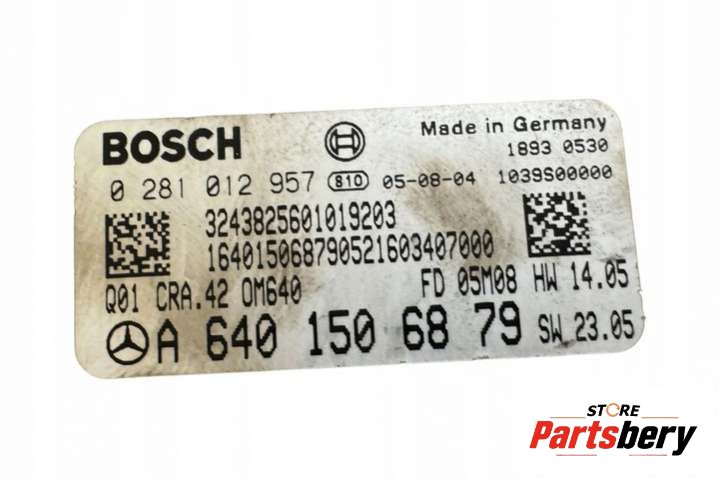 BOSCH
Made in Germany
1893 0530
0 281 012 957 810 05-08-04 1039S00000
3243825601019203
164015068790521603407000
Q01 CRA.42 OM640 FD 05M08 HW 14.05
A 640 150 68 79 SW 23.05
STORE
Partsbery